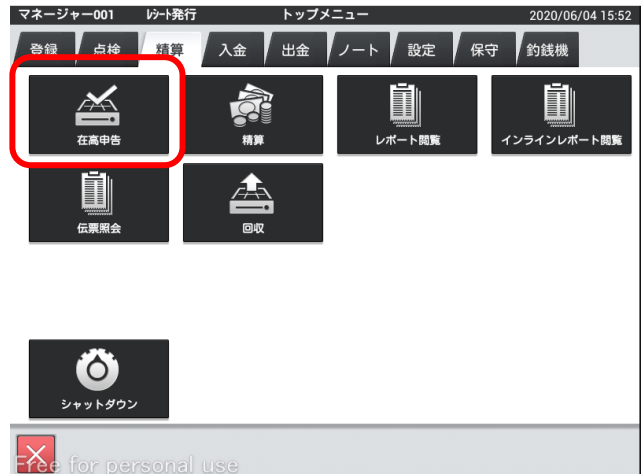 マネージャー001 ﾚｼｰﾄ発行 トップメニュー 2020/06/04 15:52
登録 点検 精算 入金 出金 ノート 設定 保守 釣銭機
在高申告 精算 レポート閲覧 インラインレポート閲覧
伝票照会 回収
シャットダウン
Free for personal use